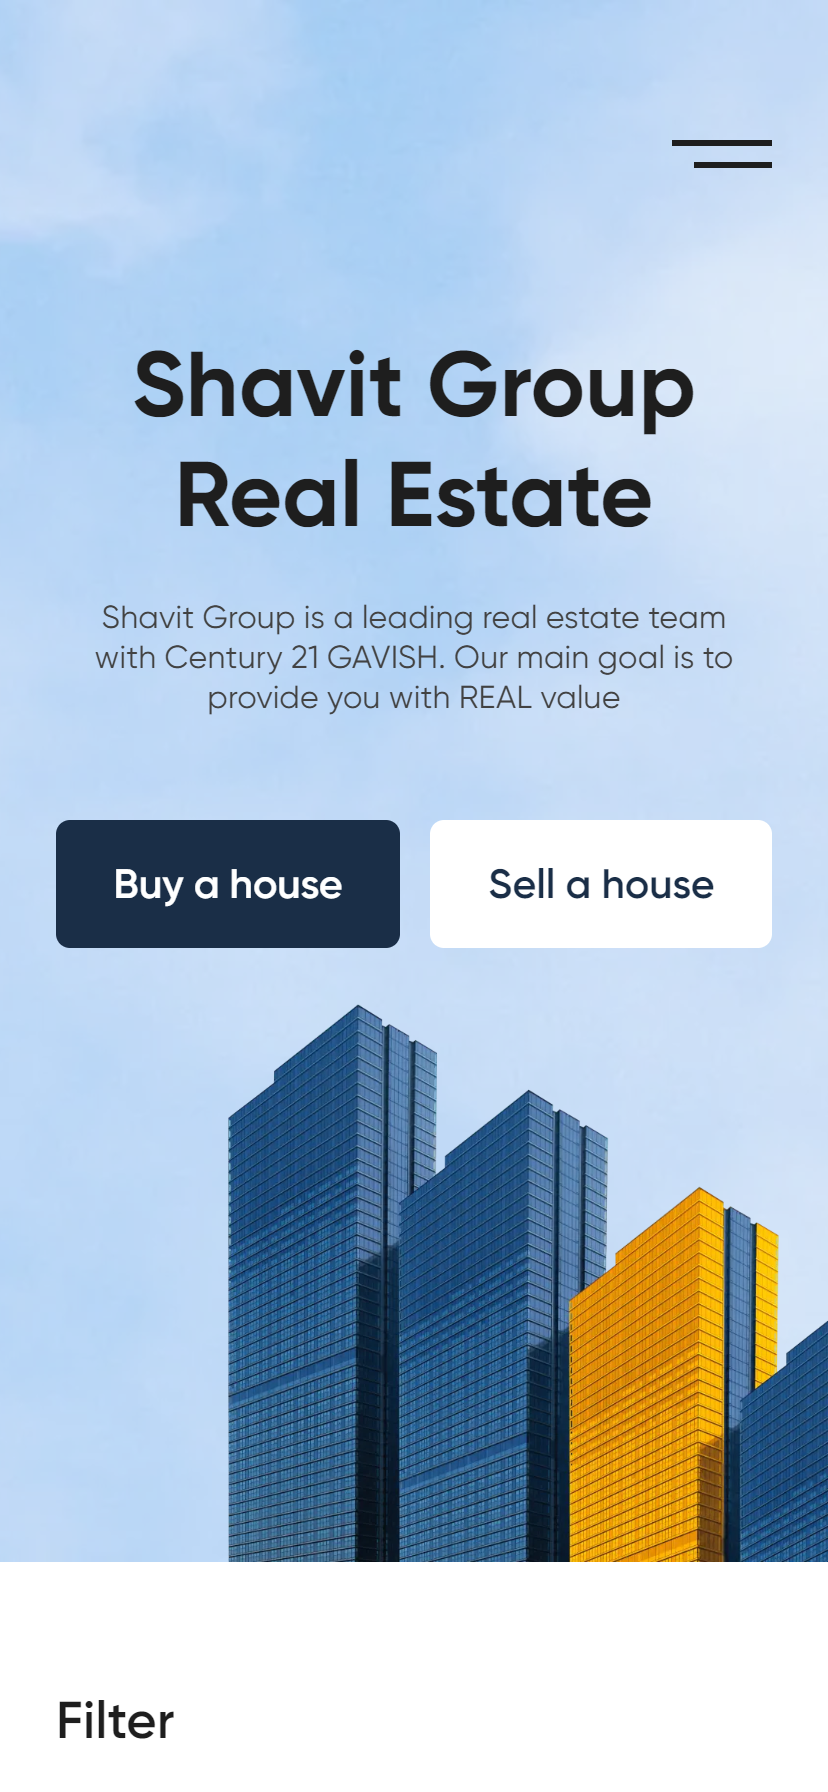 Shavit Group
Real Estate
Shavit Group is a leading real estate team
with Century 21 GAVISH. Our main goal is to
provide you with REAL value
Buy a house
Sell a house
Filter